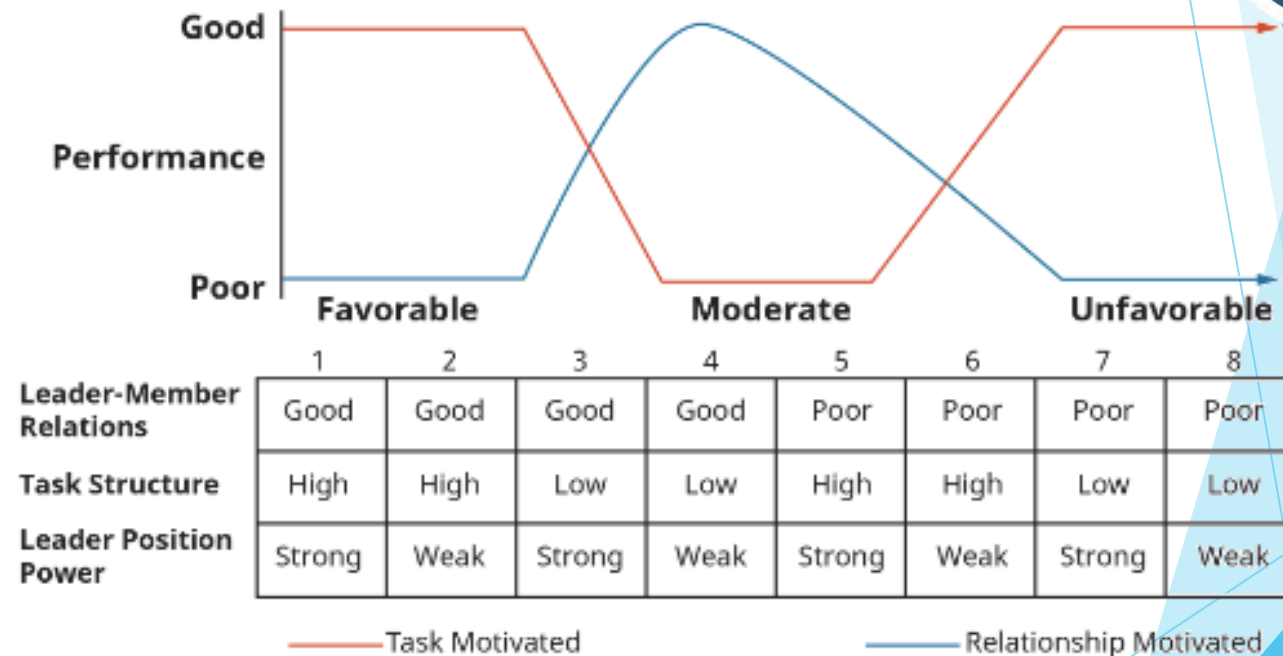 Good
Performance
Poor
Favorable Moderate Unfavorable
1 2 3 4 5 6 7 8
Leader-Member
Relations
Good Good Good Good Poor Poor Poor Poor
Task Structure
High High Low Low High High Low Low
Leader Position
Power
Strong Weak Strong Weak Strong Weak Strong Weak
Task Motivated Relationship Motivated